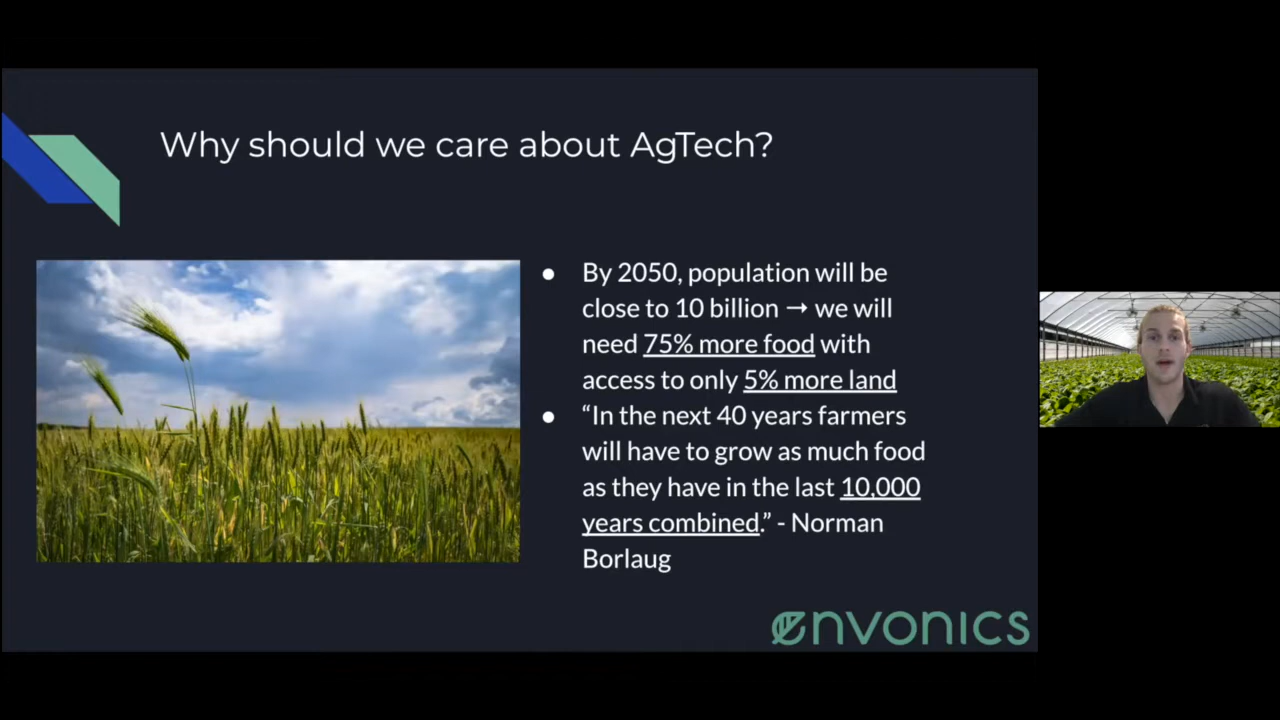 Why should we care about AgTech?
● By 2050, population will be
close to 10 billion → we will
need 75% more food with
access to only 5% more land
● “In the next 40 years farmers
will have to grow as much food
as they have in the last 10,000
years combined.” - Norman
Borlaug
envonics